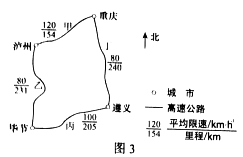 重庆
120
154
甲
泸州
北
丁
80
240
80
231
乙
遵义
毕节
丙
100
205
城市
高速公路
120 平均限速/km·h⁻¹
154 里程/km
图3